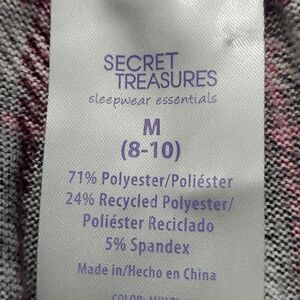 SECRET
TREASURES
sleepwear essentials
M
(8-10)
71% Polyester/Poliéster
24% Recycled Polyester/
Poliéster Reciclado
5% Spandex
Made in/Hecho en China
COLOR: